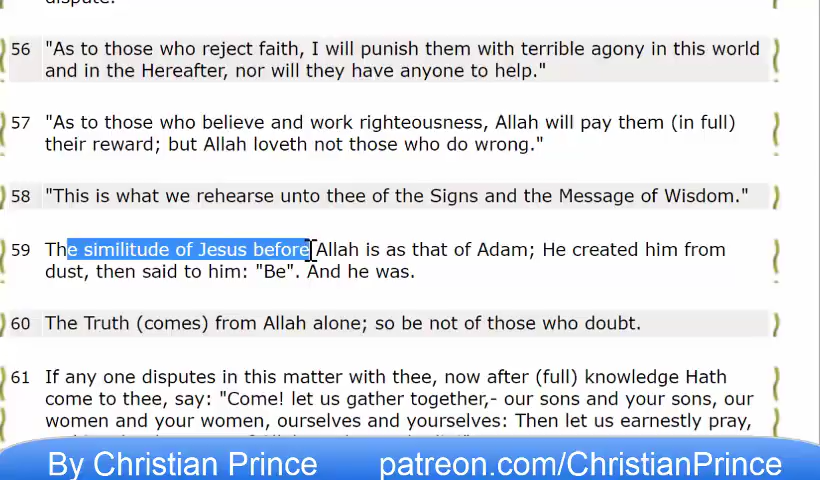 dispute.
56 "As to those who reject faith, I will punish them with terrible agony in this world
and in the Hereafter, nor will they have anyone to help."
57 "As to those who believe and work righteousness, Allah will pay them (in full)
their reward; but Allah loveth not those who do wrong."
58 "This is what we rehearse unto thee of the Signs and the Message of Wisdom."
59 The similitude of Jesus before Allah is as that of Adam; He created him from
dust, then said to him: "Be". And he was.
60 The Truth (comes) from Allah alone; so be not of those who doubt.
61 If any one disputes in this matter with thee, now after (full) knowledge Hath
come to thee, say: "Come! let us gather together,- our sons and your sons, our
women and your women, ourselves and yourselves: Then let us earnestly pray,
By Christian Prince patreon.com/ChristianPrince